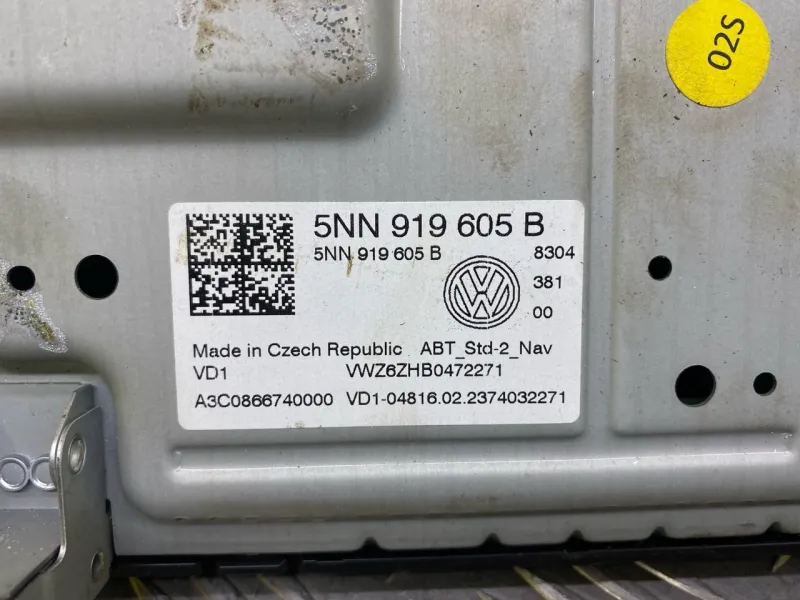 02S
5NN 919 605 B
5NN 919 605 B 8304
381
00
Made in Czech Republic ABT_Std-2_Nav
VD1 VWZ6ZHB0472271
A3C0866740000 VD1-04816.02.2374032271